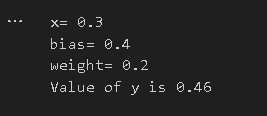 x= 0.3
bias= 0.4
weight= 0.2
Value of y is 0.46